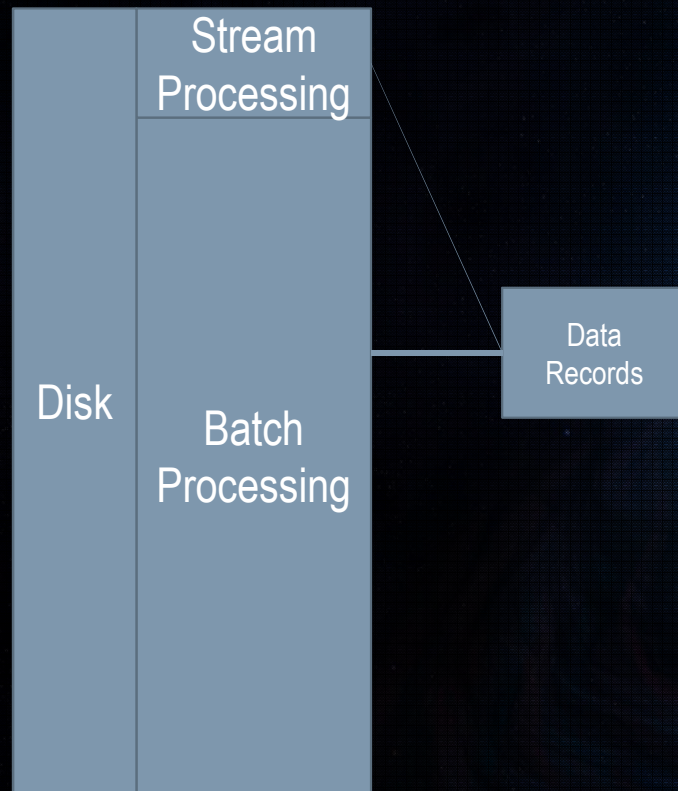 Stream
Processing
Disk
Batch
Processing
Data
Records